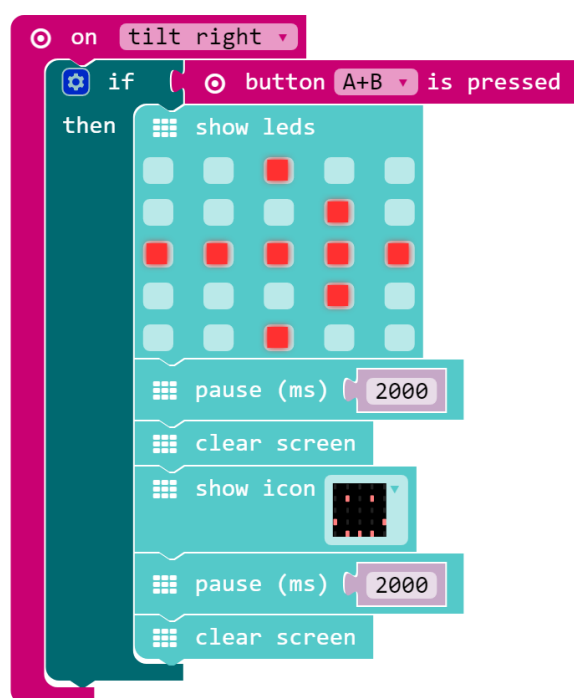 on tilt right
if button A+B is pressed
then show leds
pause (ms) 2000
clear screen
show icon
pause (ms) 2000
clear screen